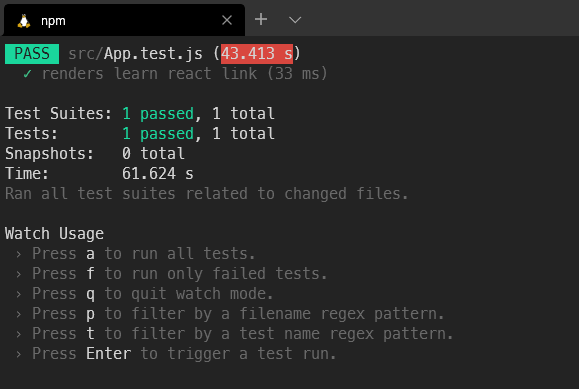 npm
PASS src/App.test.js (43.413 s)
✓ renders learn react link (33 ms)
Test Suites: 1 passed, 1 total
Tests: 1 passed, 1 total
Snapshots: 0 total
Time: 61.624 s
Ran all test suites related to changed files.
Watch Usage
› Press a to run all tests.
› Press f to run only failed tests.
› Press q to quit watch mode.
› Press p to filter by a filename regex pattern.
› Press t to filter by a test name regex pattern.
› Press Enter to trigger a test run.